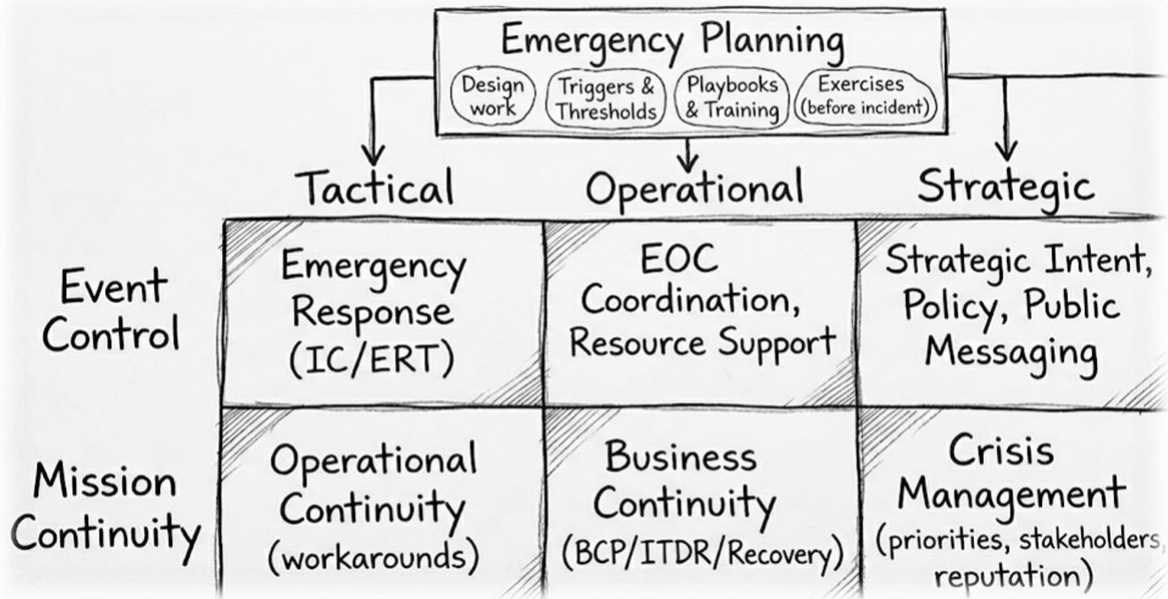 Emergency Planning
Design work
Triggers & Thresholds
Playbooks & Training
Exercises (before incident)
Tactical
Operational
Strategic
Event Control
Emergency
Response
(IC/ERT)
EOC
Coordination,
Resource Support
Strategic Intent,
Policy, Public
Messaging
Mission Continuity
Operational
Continuity
(workarounds)
Business
Continuity
(BCP/ITDR/Recovery)
Crisis
Management
(priorities, stakeholders,
reputation)